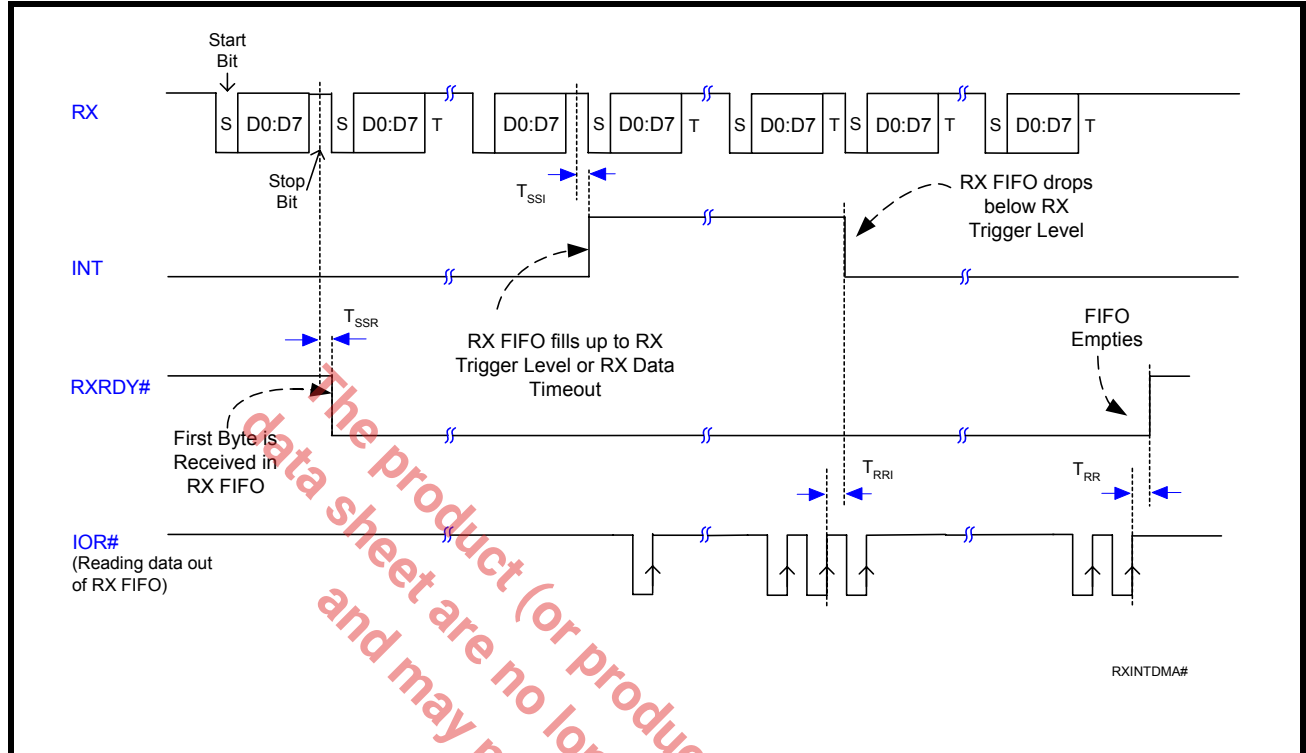 Start
Bit
RX
S D0:D7 S D0:D7 T D0:D7 S D0:D7 T S D0:D7 T S D0:D7 T S D0:D7 T
Stop
Bit
TSSI
RX FIFO drops
below RX
Trigger Level
INT
TSSR
RX FIFO fills up to RX
Trigger Level or RX Data
Timeout
FIFO
Empties
RXRDY#
First Byte is
Received in
RX FIFO
TRRI
TRR
IOR#
(Reading data out
of RX FIFO)
RXINTDMA#
The product (or produc
data sheet are no lon
and may n